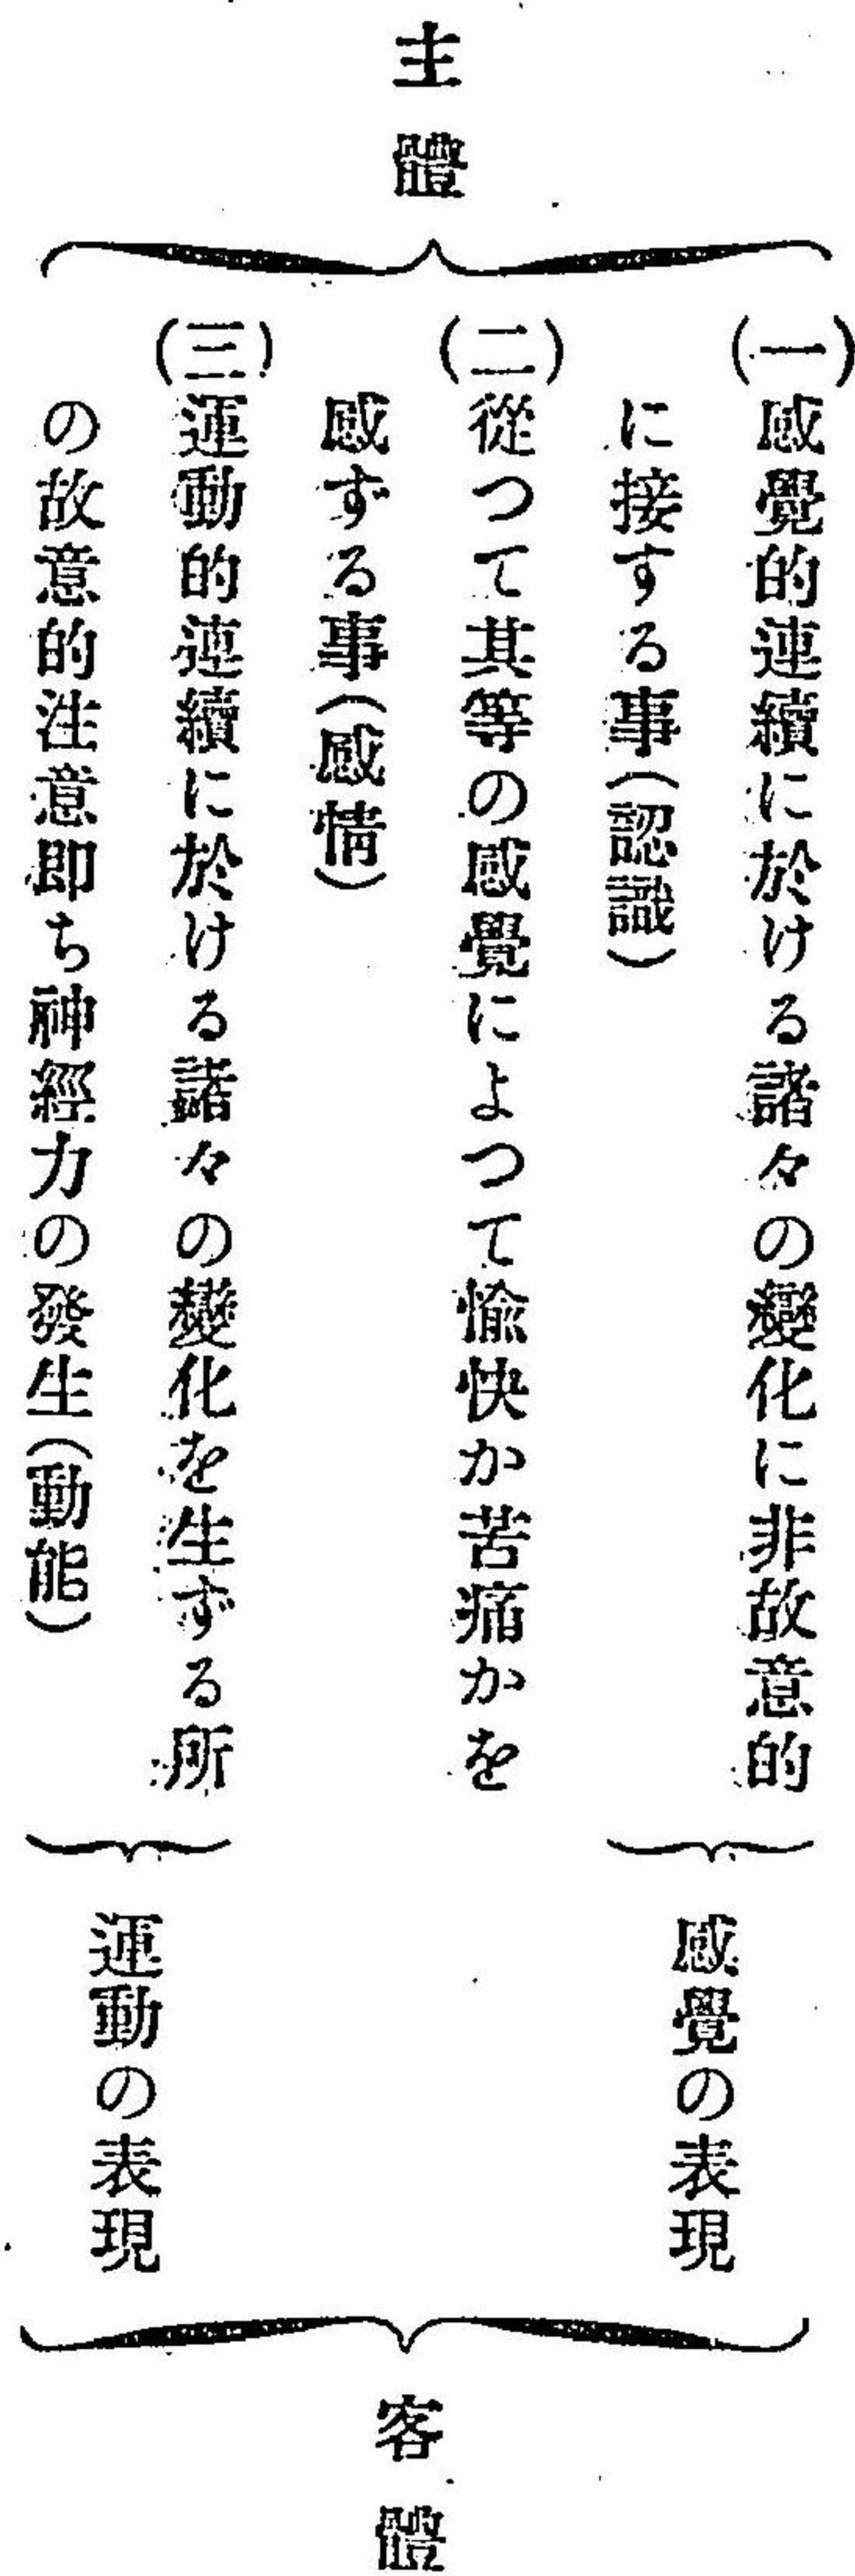 主體
(一)感覺的連續に於ける諸々の變化に非故意的
に接する事(認識)
(二)從つて其等の感覺によつて愉快か苦痛かを
感ずる事(感情)
(三)運動的連續に於ける諸々の變化を生ずる所
の故意的注意即ち神經力の發生(動能)
感覺の表現
運動の表現
客體